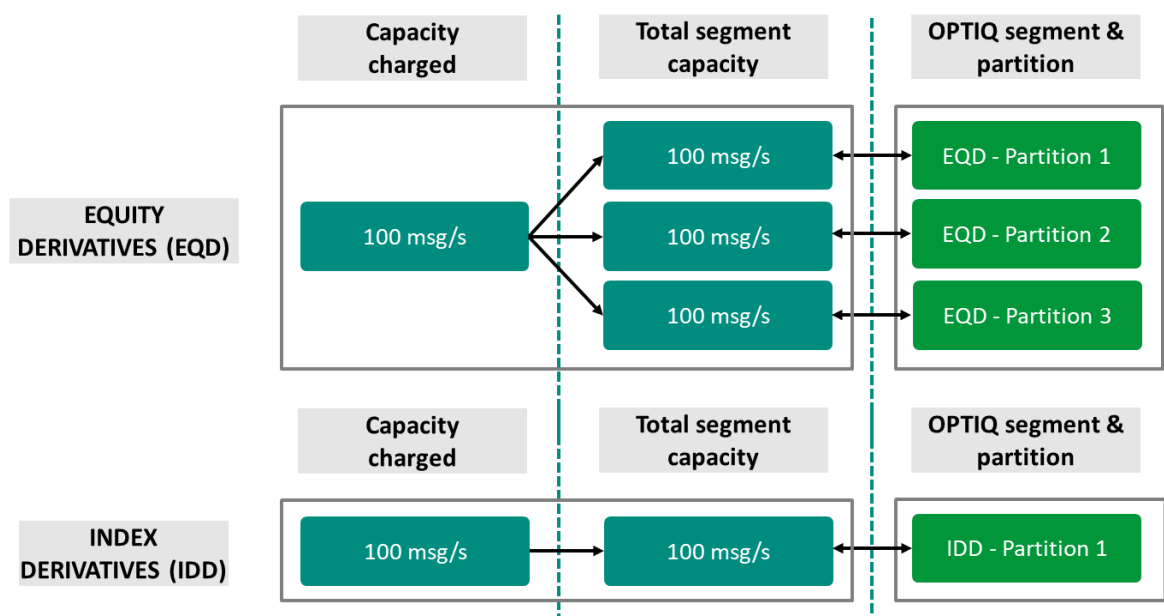 Capacity
charged
Total segment
capacity
OPTIQ segment &
partition
EQUITY
DERIVATIVES (EQD)
100 msg/s
100 msg/s
EQD - Partition 1
100 msg/s
EQD - Partition 2
100 msg/s
EQD - Partition 3
Capacity
charged
Total segment
capacity
OPTIQ segment &
partition
INDEX
DERIVATIVES (IDD)
100 msg/s
100 msg/s
IDD - Partition 1